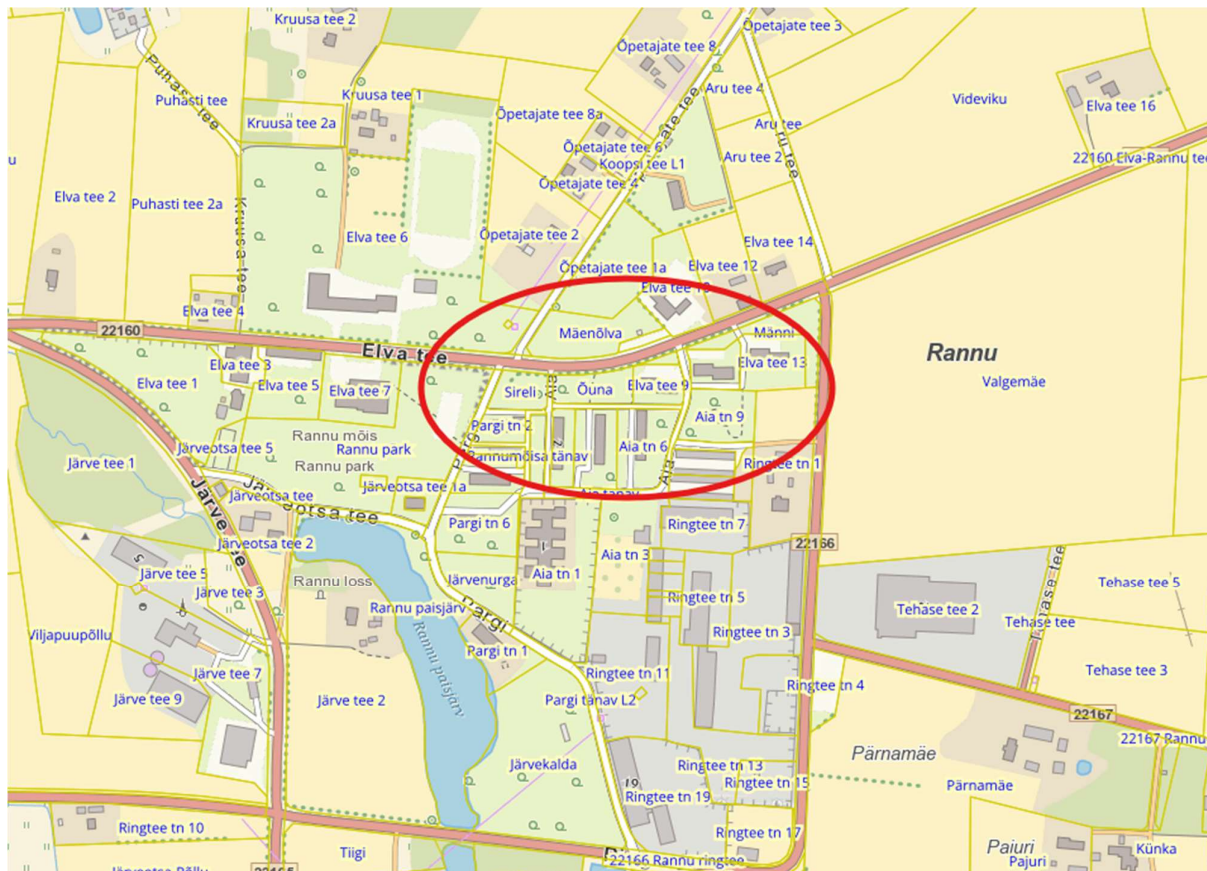 Kruusa tee 2
Õpetajate tee 3
Õpetajate tee 8
Puhasti tee
Puhasti tee
Kruusa tee 1
Aru tee 4
Videviku
Elva tee 16
Kruusa tee 2a
Õpetajate tee 8a
Aru tee
Õpetajate tee 6
Koopsi tee L1
Aru tee 2
22160 Elva-Rannu tee
Elva tee 2
Puhasti tee 2a
Õpetajate tee 4
Kruusa tee
Elva tee 6
Õpetajate tee 2
Elva tee 14
Õpetajate tee 1a
Elva tee 12
Elva tee 4
22160
Mäenõlva
Männi
Elva tee
Rannu
Elva tee 3
Elva tee 13
Elva tee 1
Elva tee 5
Elva tee 7
Sireli
Õuna
Elva tee 9
Valgemäe
Aia tn 9
Pargi tn 2
Rannu mõis
Rannu park
Järveotsa tee 5
Rannu park
Aia tn 6
Rannumõisa tänav
Järve tee 1
Ringtee tn 1
Järveotsa tee 1a
Aia tänav
Järveotsa tee
Järveotsa tee
Järve tee
Pargi tn 6
Ringtee tn 7
Järveotsa tee 2
22166
Aia tn 3
Järve tee 5
Rannu loss
Järvenurga
Aia tn 1
Järve tee 3
Ringtee tn 5
Tehase tee 5
Rannu paisjärv
Tehase tee 2
Tehase tee
Viljapuupõllu
Pargi
Ringtee tn 3
Rannu paisjärv
Pargi tn 1
Järve tee 7
Ringtee tn 11
Tehase tee 3
Järve tee 9
Järve tee 2
Pargi tänav L2
Ringtee tn 4
22167
22167 Rannu
Pärnamäe
Järvekalda
Ringtee tn 13
Ringtee tn 15
Pärnamäe
Ringtee tn 19
Ringtee tn 10
Ringtee tn 17
Tiigi
22166 Rannu ringtee
Paiuri
Pajuri
Künka